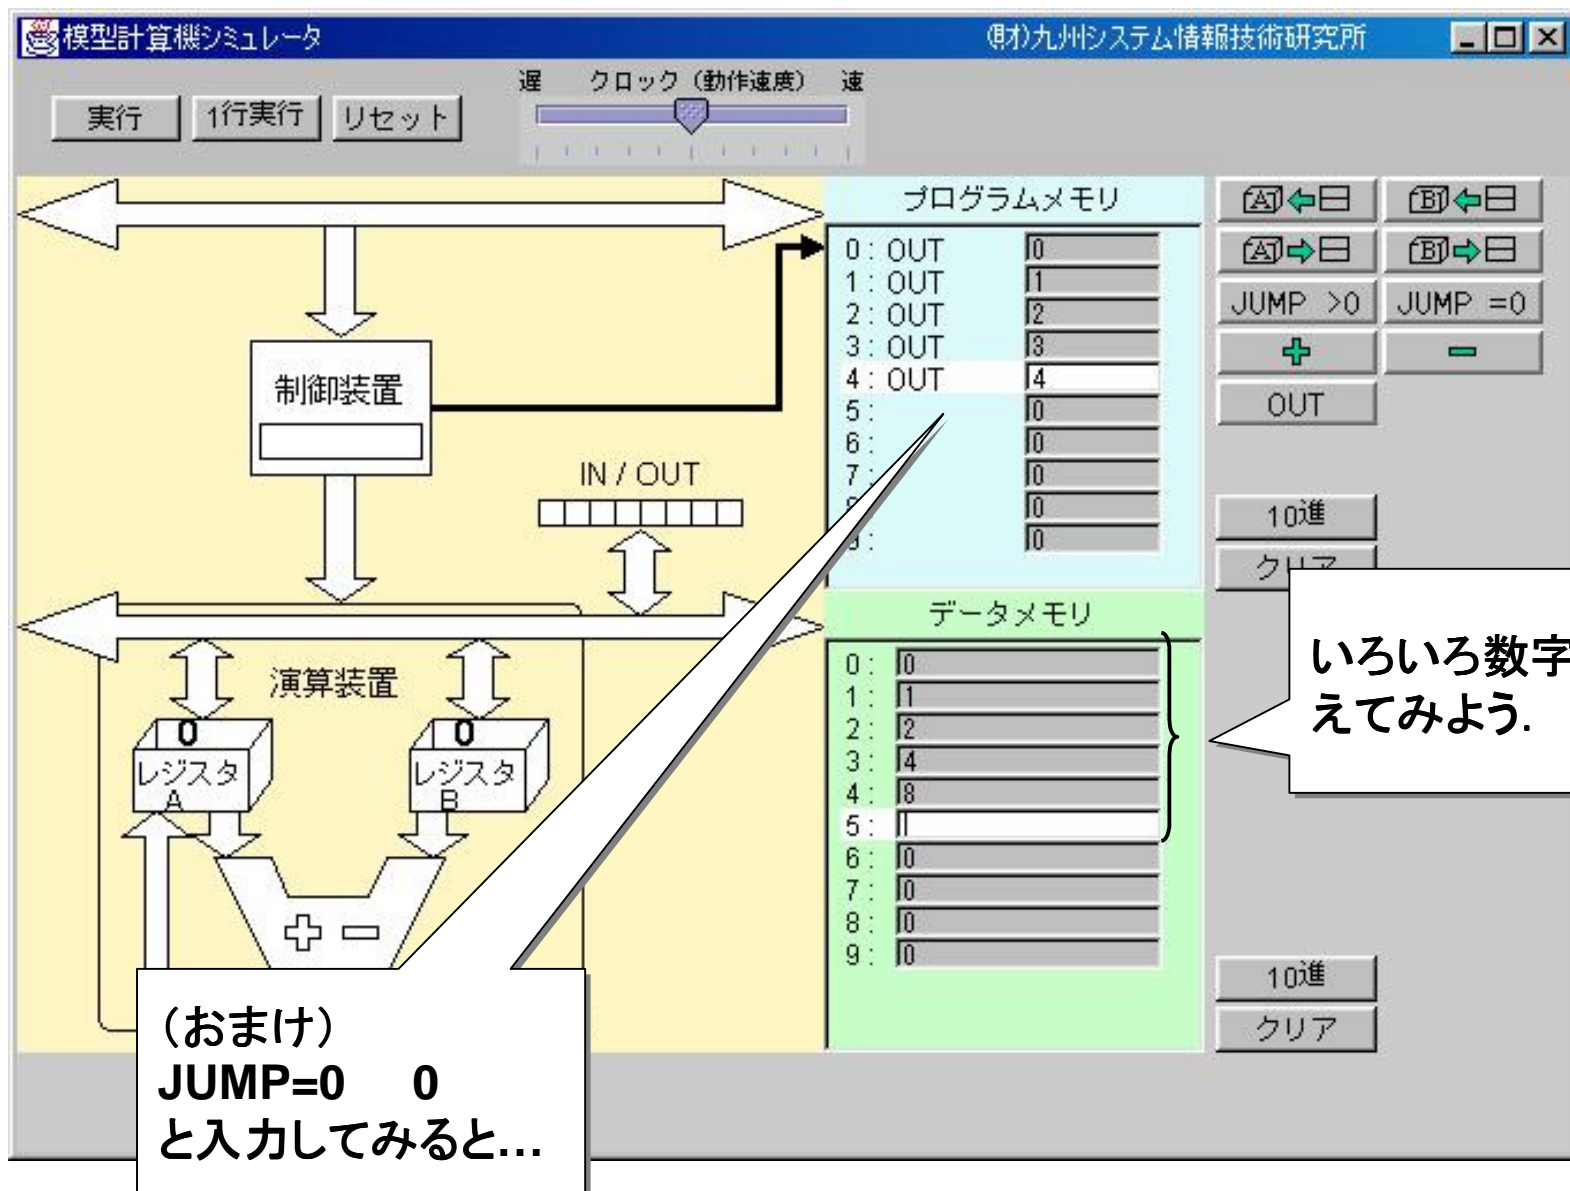 模型計算機シミュレータ
(財)九州システム情報技術研究所
実行
1行実行
リセット
遅 クロック（動作速度） 速
制御装置
IN / OUT
演算装置
0
レジスタ
A
0
レジスタ
B
プログラムメモリ
0 : OUT 0
1 : OUT 1
2 : OUT 2
3 : OUT 3
4 : OUT 4
5 : 0
6 : 0
7 : 0
0
9 : 0
データメモリ
0 : 0
1 : 1
2 : 2
3 : 4
4 : 8
5 :
6 : 0
7 : 0
8 : 0
9 : 0
A B
A B
JUMP >0 JUMP =0
OUT
10進
クリア
いろいろ数字
えてみよう.
10進
クリア
（おまけ）
JUMP=0 0
と入力してみると…